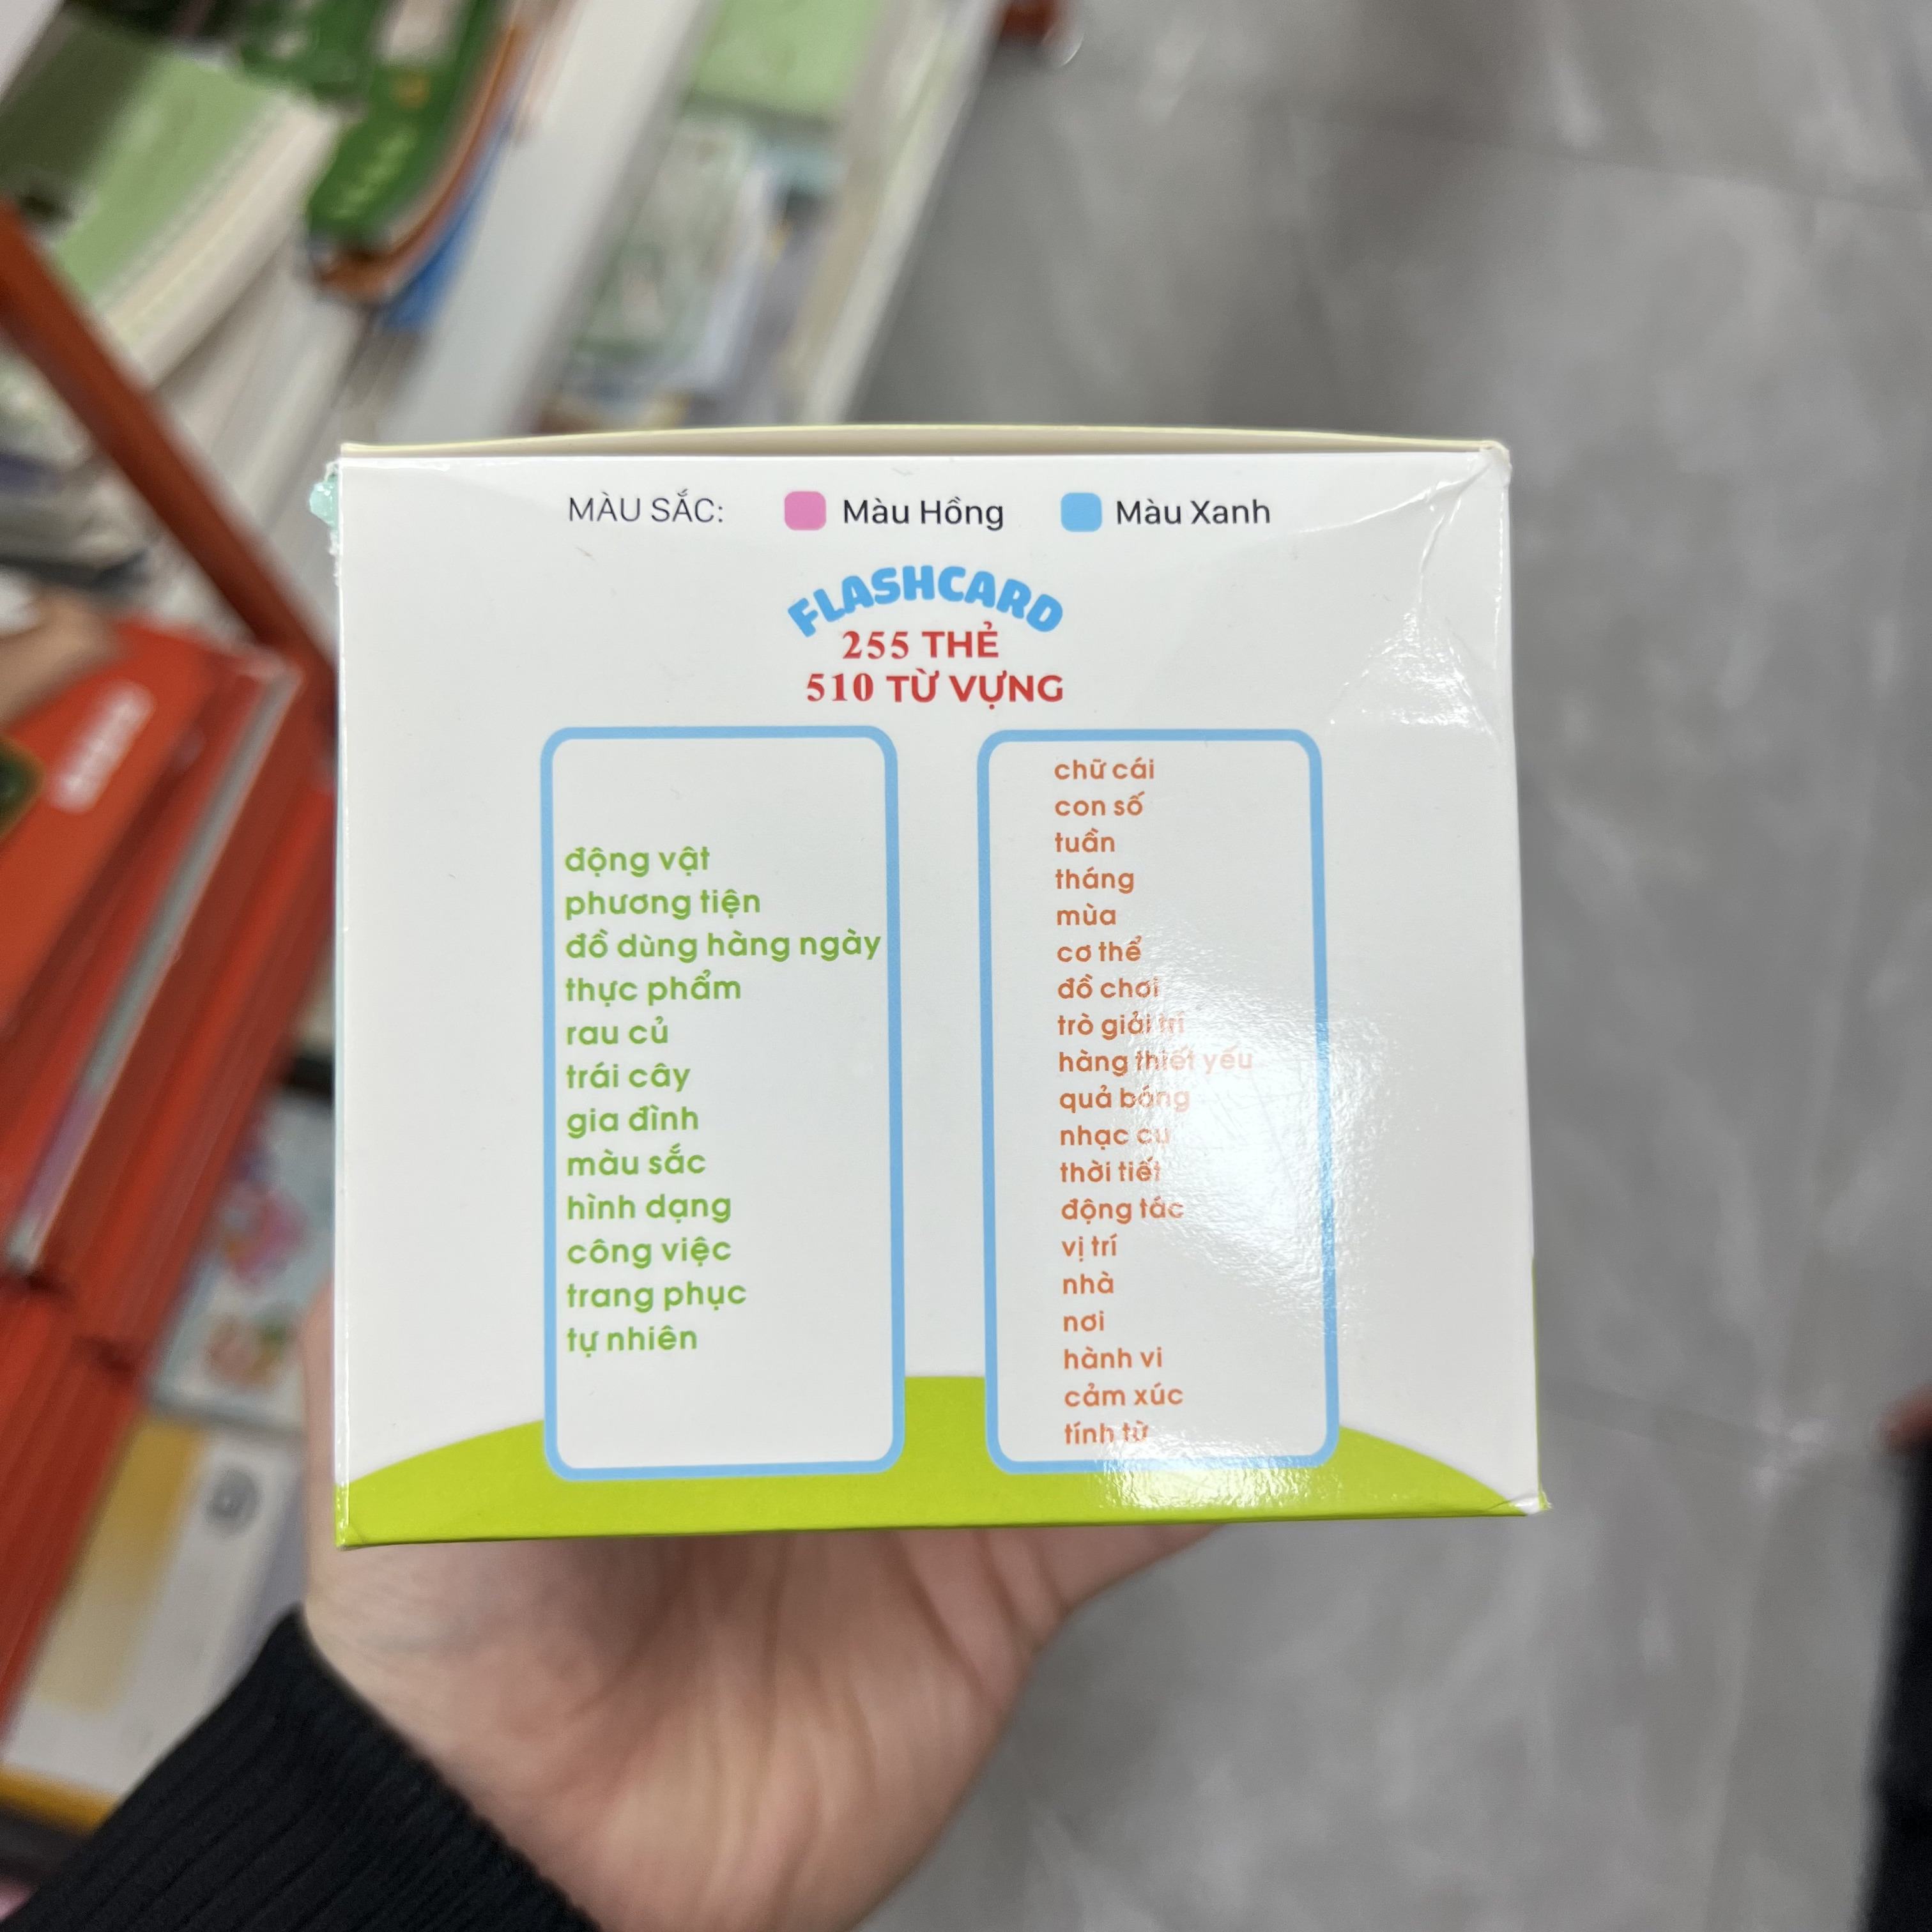 MÀU SẮC: Màu Hồng Màu Xanh
FLASHCARD
255 THẺ
510 TỪ VỰNG
động vật
phương tiện
đồ dùng hàng ngày
thực phẩm
rau củ
trái cây
gia đình
màu sắc
hình dạng
công việc
trang phục
tự nhiên
chữ cái
con số
tuần
tháng
mùa
cơ thể
đồ chơi
trò giải trí
hàng thiết yếu
quả bóng
nhạc cụ
thời tiết
động tác
vị trí
nhà
nơi
hành vi
cảm xúc
tính từ